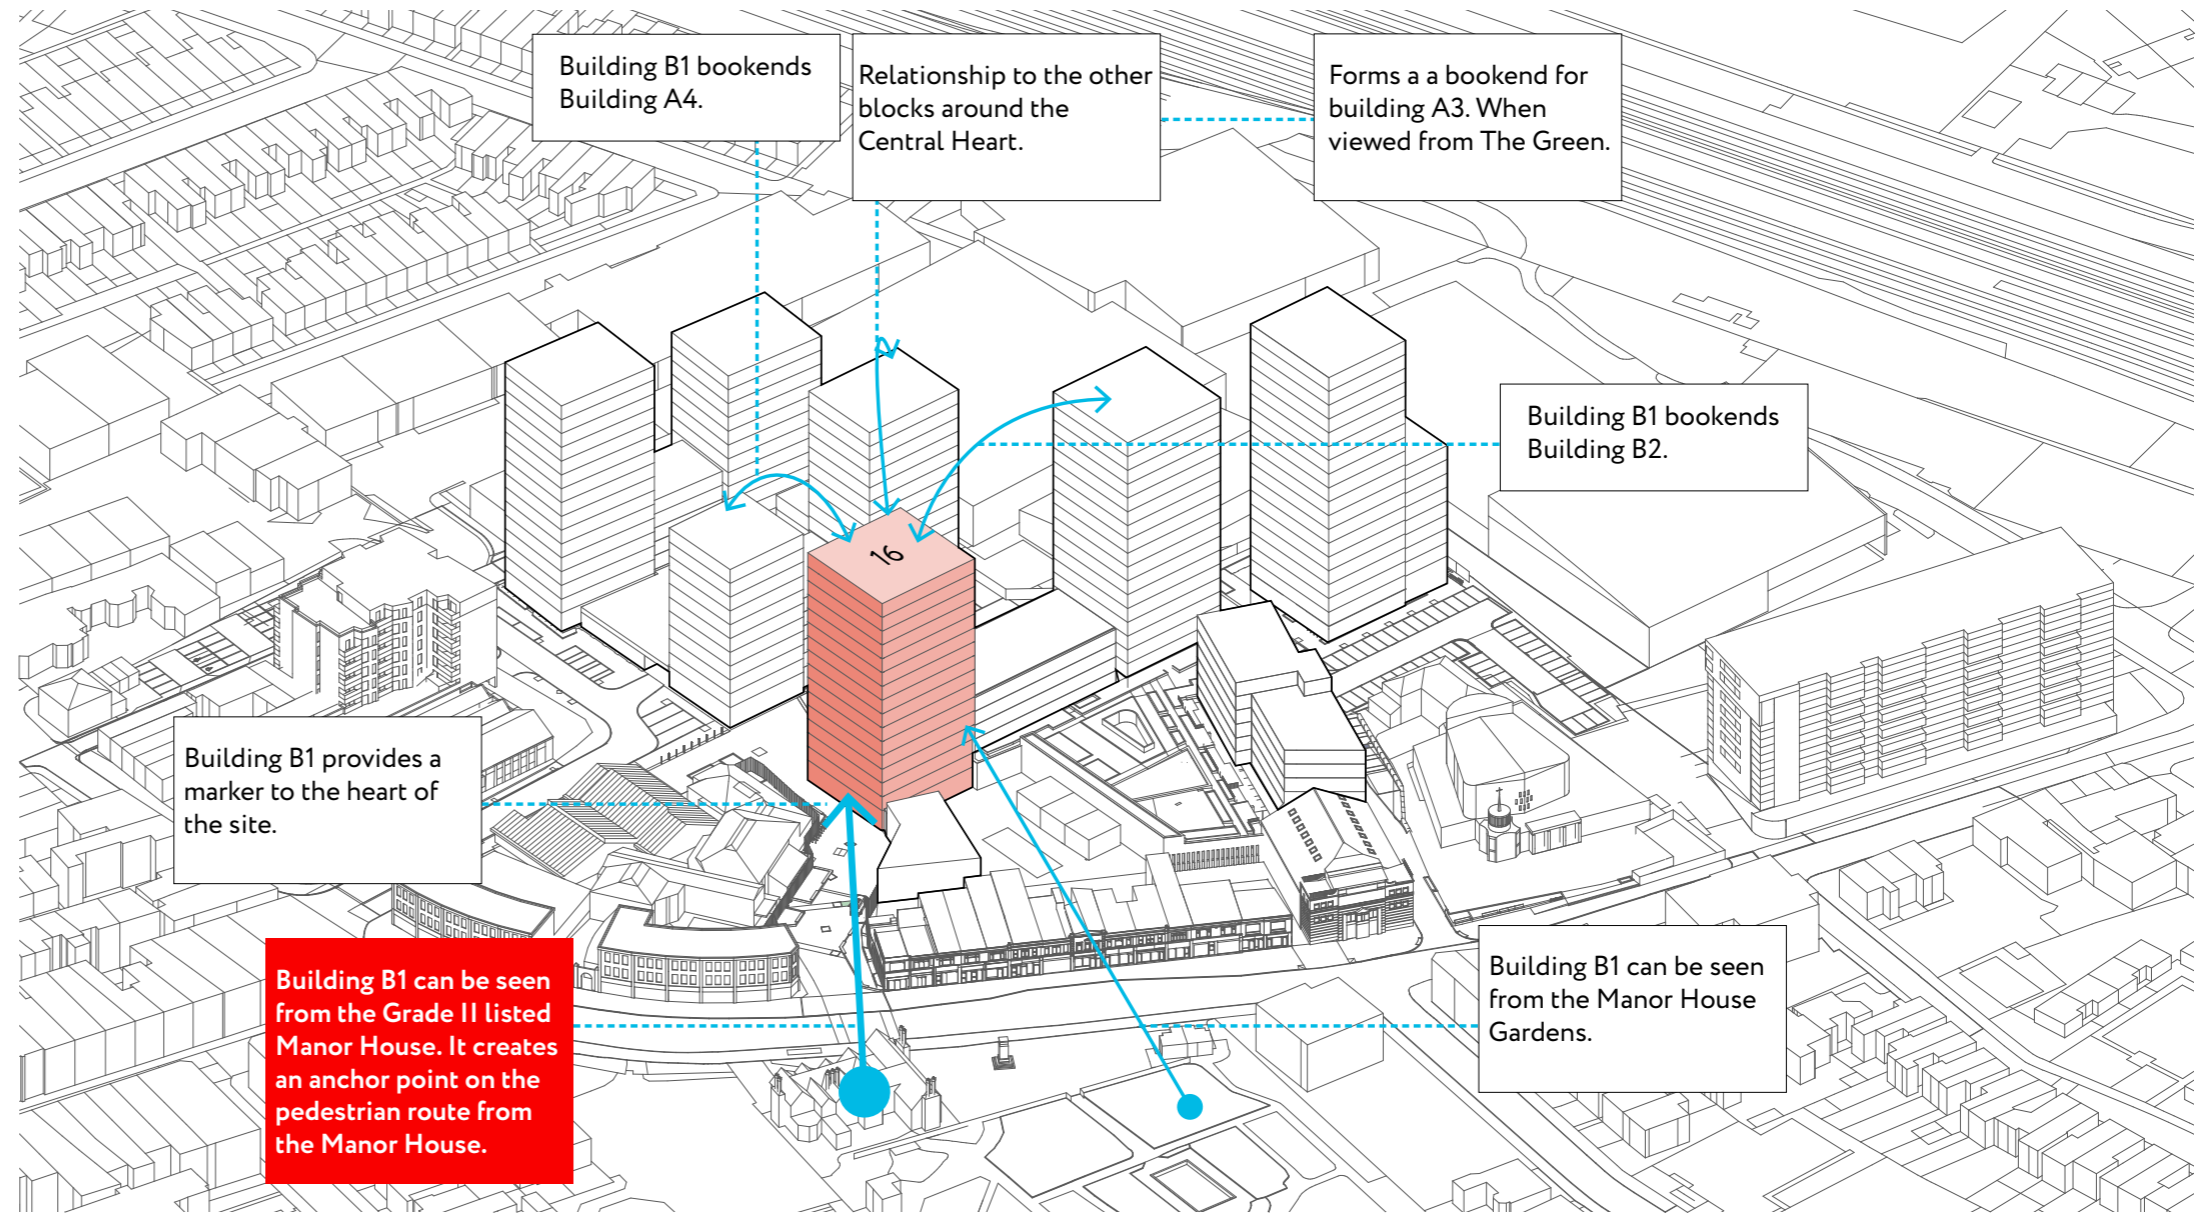 Building B1 bookends
Building A4.
Relationship to the other
blocks around the
Central Heart.
Forms a a bookend for
building A3. When
viewed from The Green.
Building B1 bookends
Building B2.
16
Building B1 provides a
marker to the heart of
the site.
Building B1 can be seen
from the Grade II listed
Manor House. It creates
an anchor point on the
pedestrian route from
the Manor House.
Building B1 can be seen
from the Manor House
Gardens.